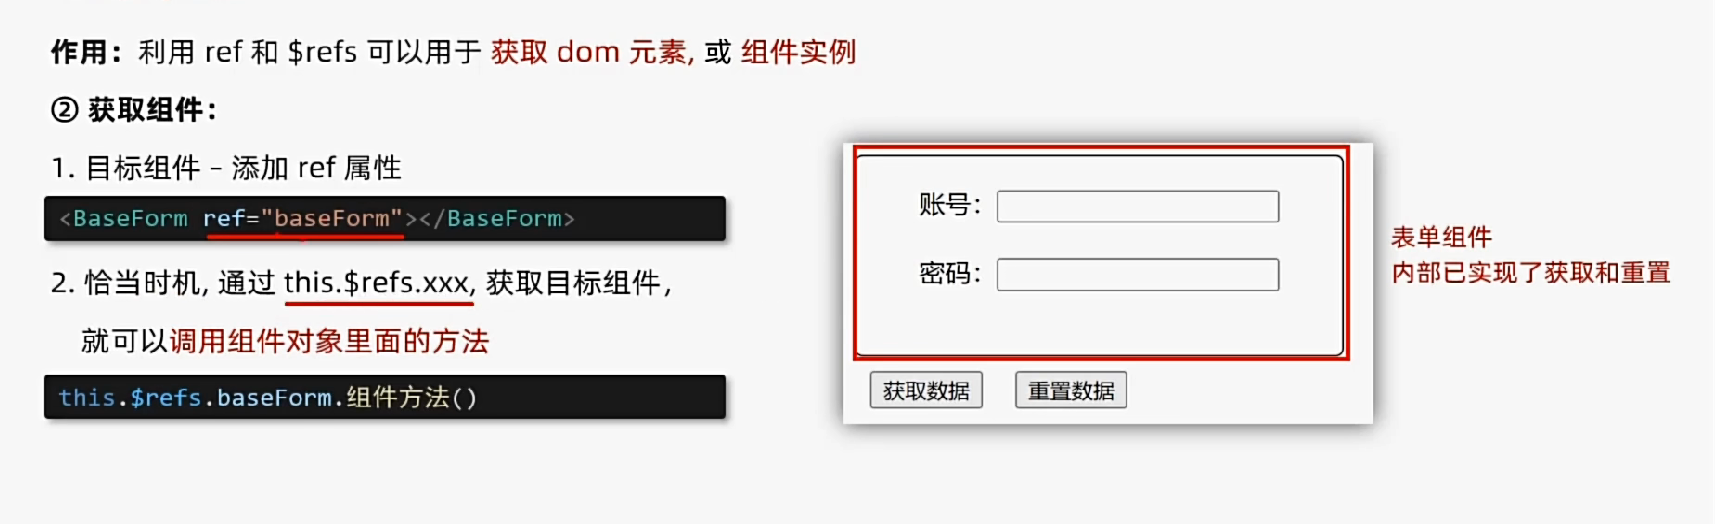 作用：利用 ref 和 $refs 可以用于 获取 dom 元素, 或 组件实例
② 获取组件：
1. 目标组件 – 添加 ref 属性
<BaseForm ref="baseForm"></BaseForm>
2. 恰当时机, 通过 this.$refs.xxx, 获取目标组件，
就可以调用组件对象里面的方法
this.$refs.baseForm.组件方法()
账号：
密码：
获取数据 重置数据
表单组件
内部已实现了获取和重置